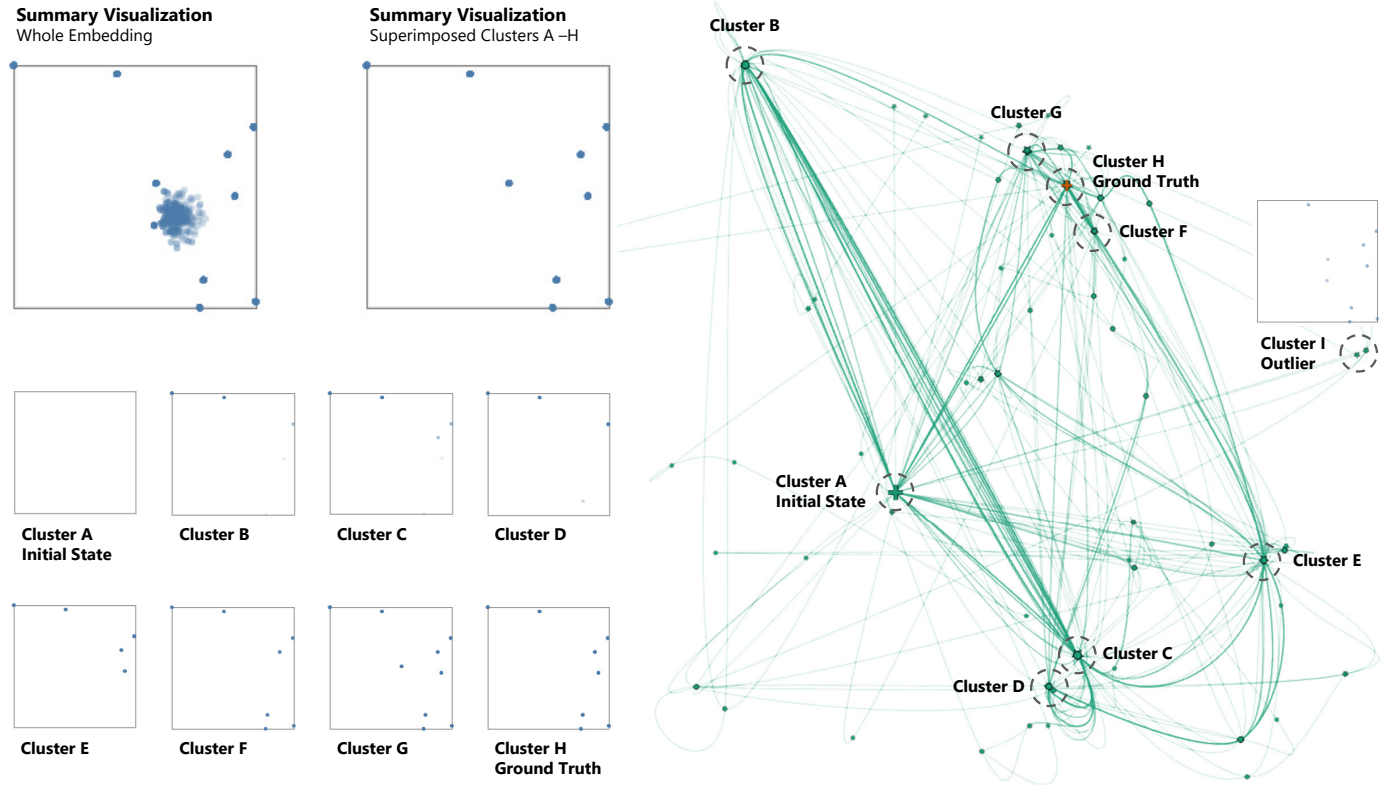 Summary Visualization
Whole Embedding
Summary Visualization
Superimposed Clusters A –H
Cluster A
Initial State
Cluster B
Cluster C
Cluster D
Cluster E
Cluster F
Cluster G
Cluster H
Ground Truth
Cluster B
Cluster G
Cluster H
Ground Truth
Cluster F
Cluster I
Outlier
Cluster A
Initial State
Cluster E
Cluster C
Cluster D